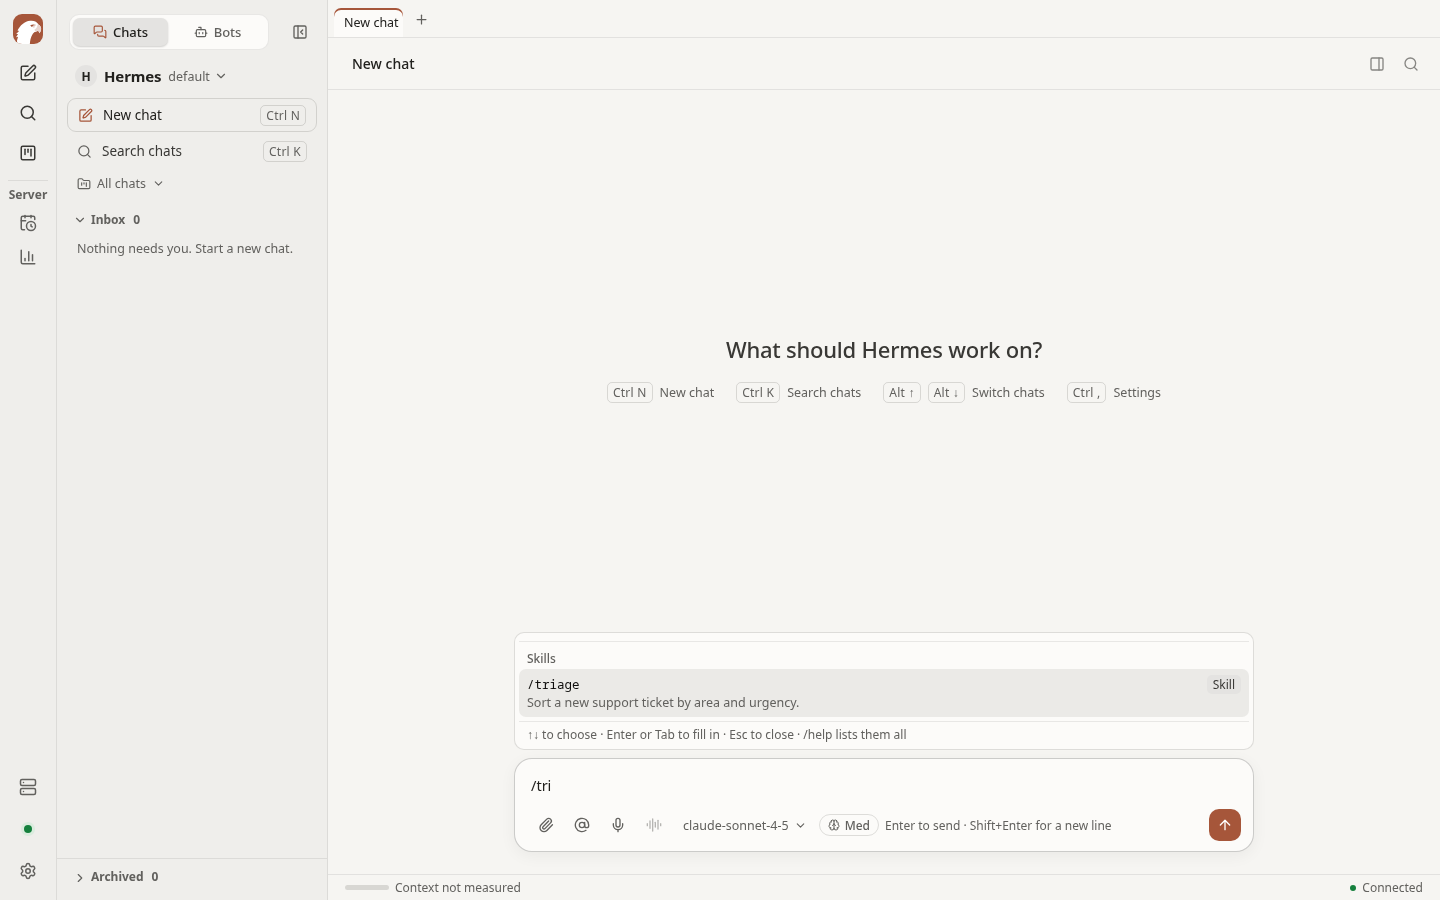 Chats
Bots
H Hermes default
New chat Ctrl N
Search chats Ctrl K
All chats
Server
Inbox 0
Nothing needs you. Start a new chat.
Archived 0
New chat
New chat
What should Hermes work on?
Ctrl N New chat Ctrl K Search chats Alt ↑ Alt ↓ Switch chats Ctrl , Settings
Skills
/triage Skill
Sort a new support ticket by area and urgency.
↑↓ to choose · Enter or Tab to fill in · Esc to close · /help lists them all
/tri
claude-sonnet-4-5 Med Enter to send · Shift+Enter for a new line
Context not measured
Connected